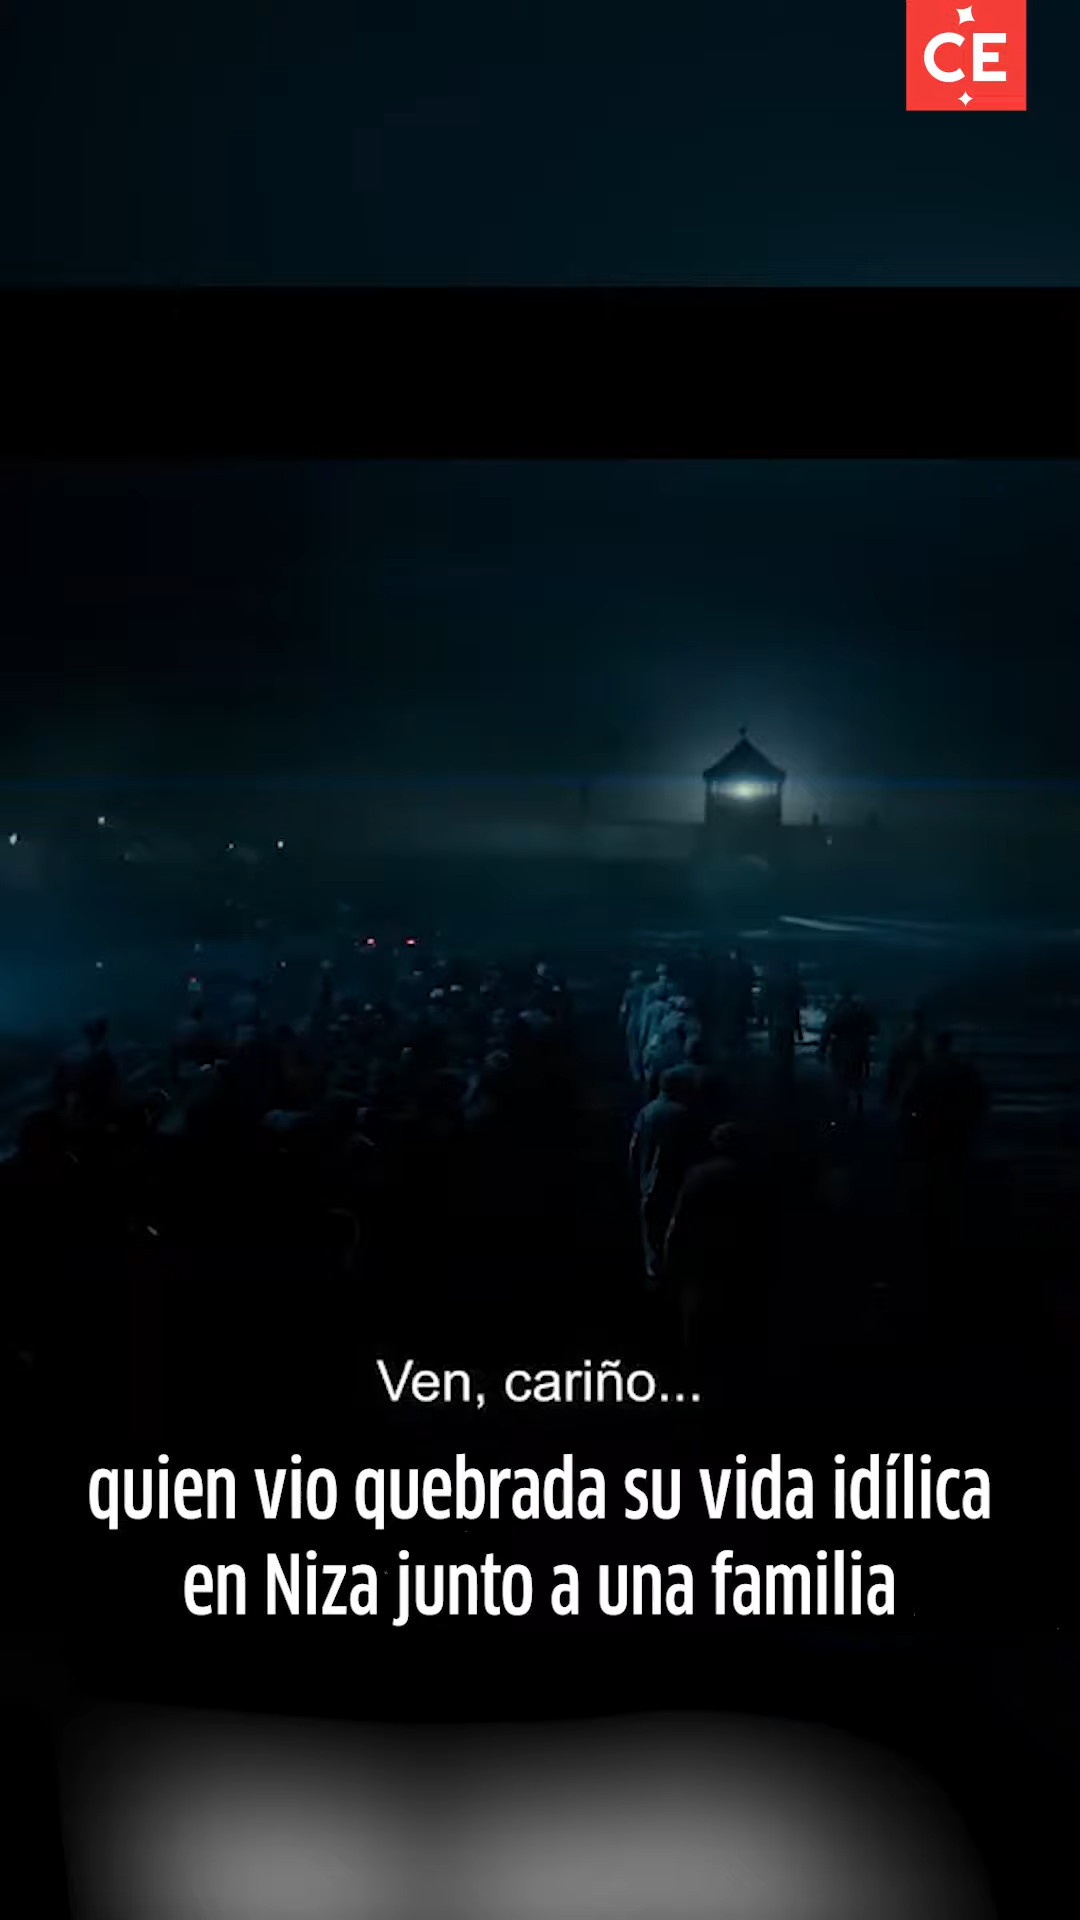 CE
Ven, cariño...
quien vio quebrada su vida idílica
en Niza junto a una familia